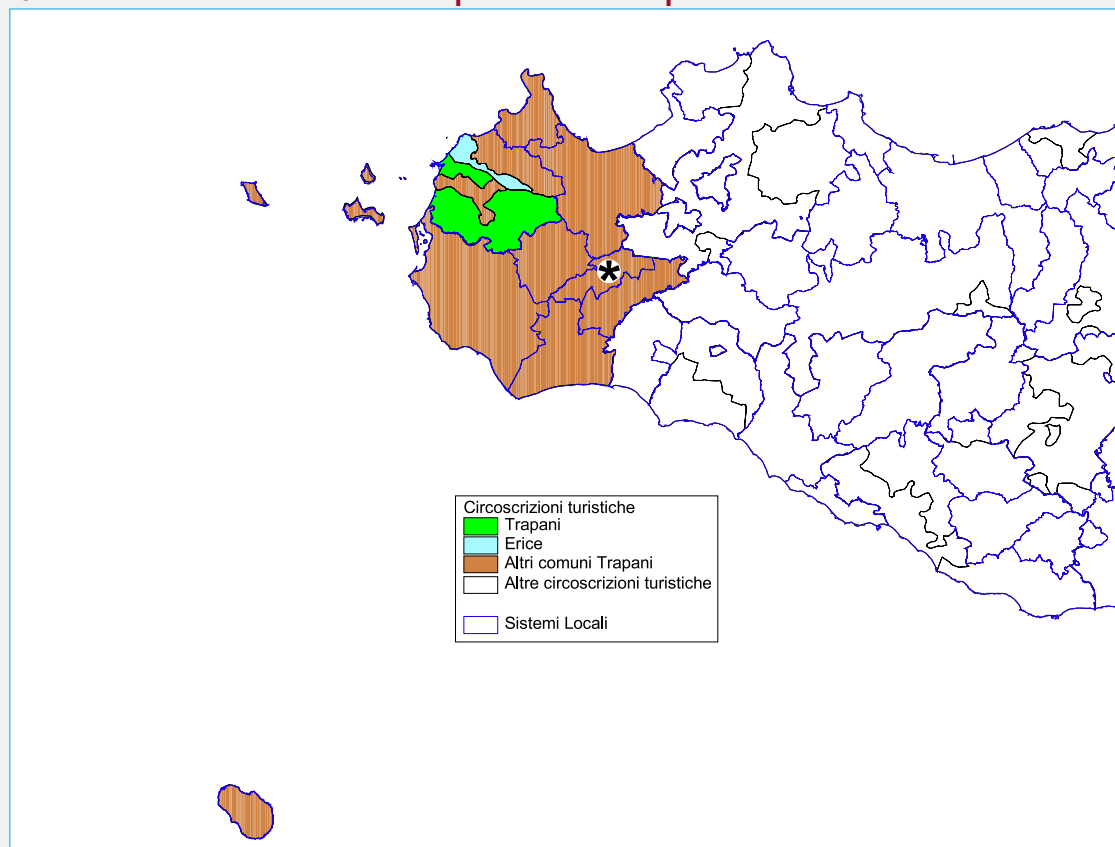 *
Circoscrizioni turistiche
Trapani
Erice
Altri comuni Trapani
Altre circoscrizioni turistiche
Sistemi Locali